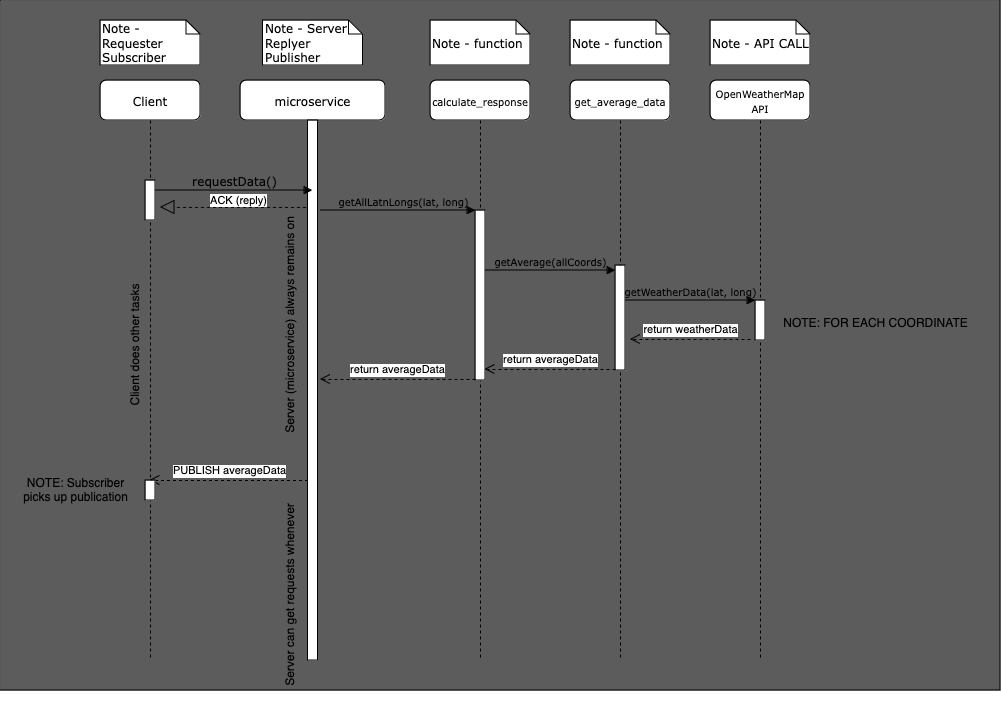 Note -
Requester
Subscriber
Note - Server
Replyer
Publisher
Note - function
Note - function
Note - API CALL
Client
microservice
calculate_response
get_average_data
OpenWeatherMap
API
requestData()
ACK (reply)
getAllLatnLongs(lat, long)
getAverage(allCoords)
getWeatherData(lat, long)
NOTE: FOR EACH COORDINATE
return weatherData
return averageData
return averageData
Client does other tasks
Server (microservice) always remains on
PUBLISH averageData
NOTE: Subscriber
picks up publication
Server can get requests whenever